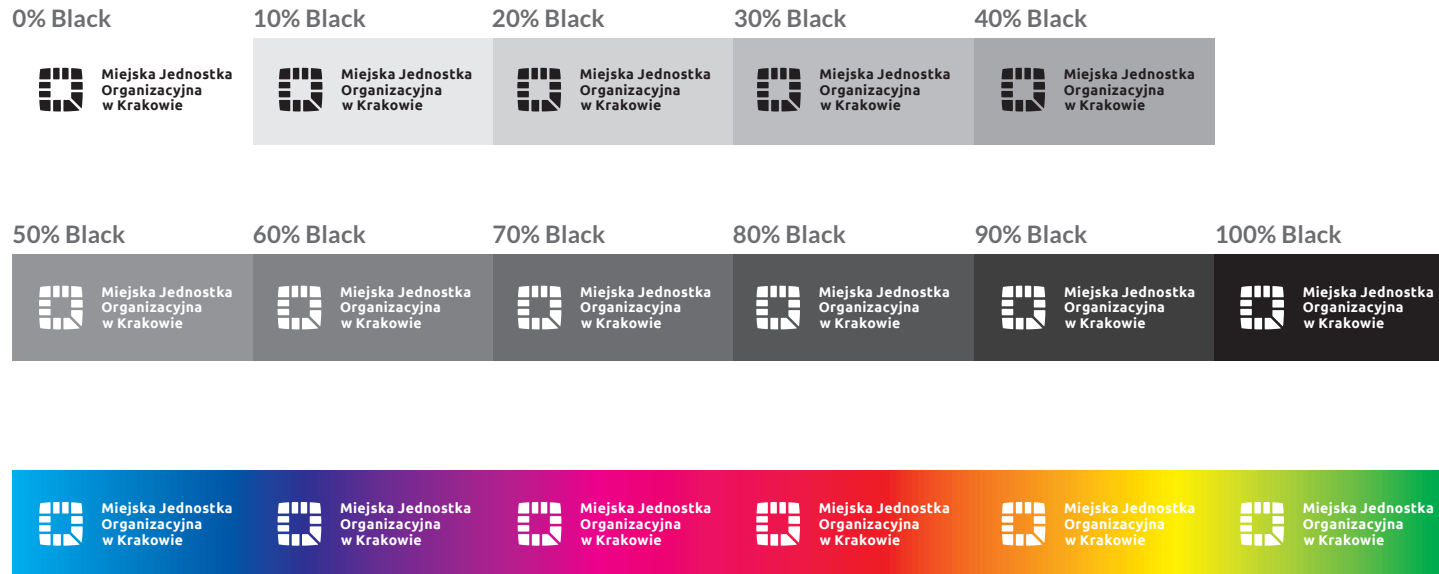 0% Black
10% Black
20% Black
30% Black
40% Black
Miejska Jednostka
Organizacyjna
w Krakowie
Miejska Jednostka
Organizacyjna
w Krakowie
Miejska Jednostka
Organizacyjna
w Krakowie
Miejska Jednostka
Organizacyjna
w Krakowie
Miejska Jednostka
Organizacyjna
w Krakowie
50% Black
60% Black
70% Black
80% Black
90% Black
100% Black
Miejska Jednostka
Organizacyjna
w Krakowie
Miejska Jednostka
Organizacyjna
w Krakowie
Miejska Jednostka
Organizacyjna
w Krakowie
Miejska Jednostka
Organizacyjna
w Krakowie
Miejska Jednostka
Organizacyjna
w Krakowie
Miejska Jednostka
Organizacyjna
w Krakowie
Miejska Jednostka
Organizacyjna
w Krakowie
Miejska Jednostka
Organizacyjna
w Krakowie
Miejska Jednostka
Organizacyjna
w Krakowie
Miejska Jednostka
Organizacyjna
w Krakowie
Miejska Jednostka
Organizacyjna
w Krakowie
Miejska Jednostka
Organizacyjna
w Krakowie